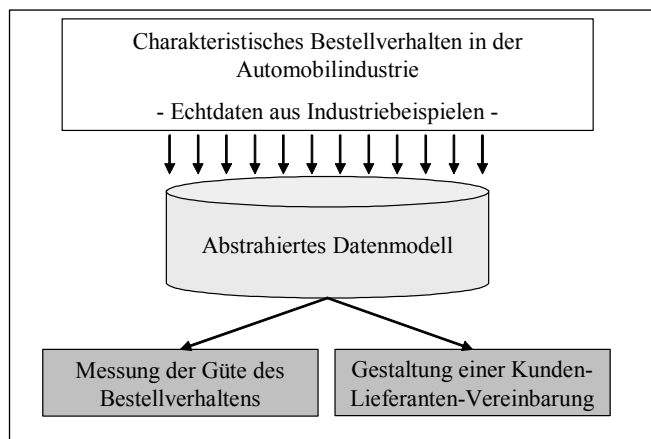 Charakteristisches Bestellverhalten in der
Automobilindustrie
- Echtdaten aus Industriebeispielen -
Abstrahiertes Datenmodell
Messung der Güte des
Bestellverhaltens
Gestaltung einer Kunden-
Lieferanten-Vereinbarung